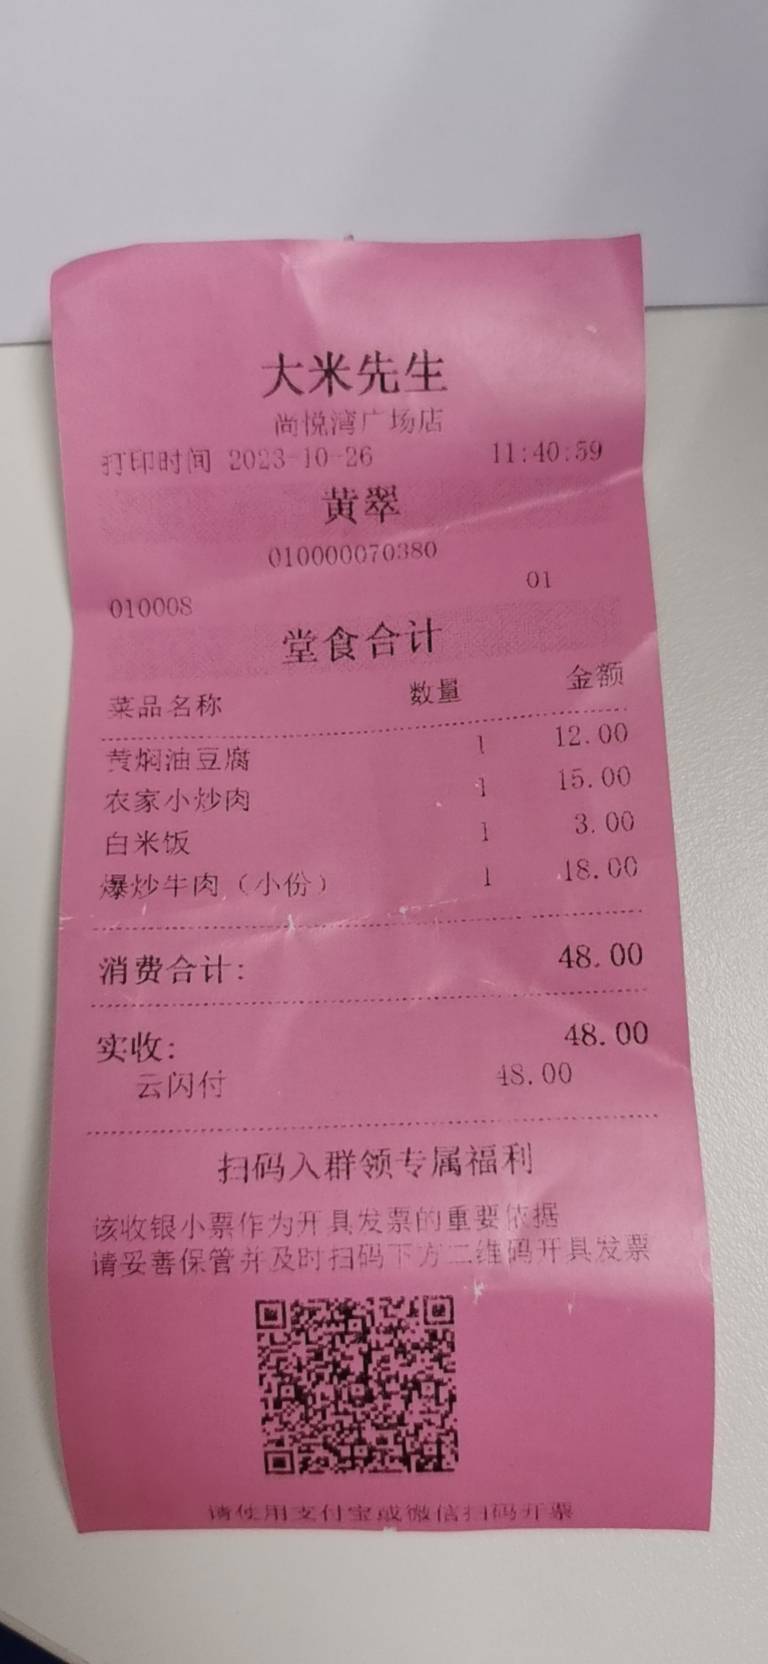 大米先生
尚悦湾广场店
打印时间 2023-10-26 11:40:59
黄翠
010000070380
010008 01
堂食合计
菜品名称 数量 金额
黄焖油豆腐 1 12.00
农家小炒肉 1 15.00
白米饭 1 3.00
爆炒牛肉（小份） 1 18.00
消费合计: 48.00
实收: 48.00
云闪付 48.00
扫码入群领专属福利
该收银小票作为开具发票的重要依据
请妥善保管并及时扫码下方二维码开具发票
请使用支付宝或微信扫码开票